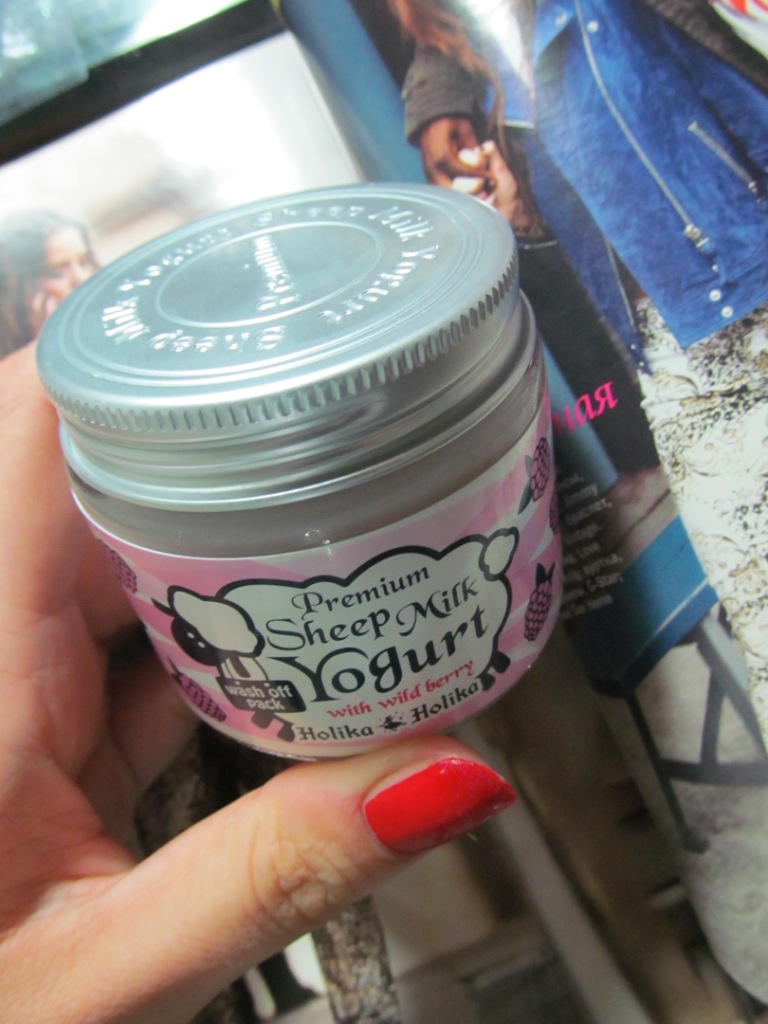 Sheep Milk Yogurt
Premium
Sheep Milk Yogurt
Premium
Sheep Milk
Yogurt
wash off
pack
with wild berry
Holika Holika
ная